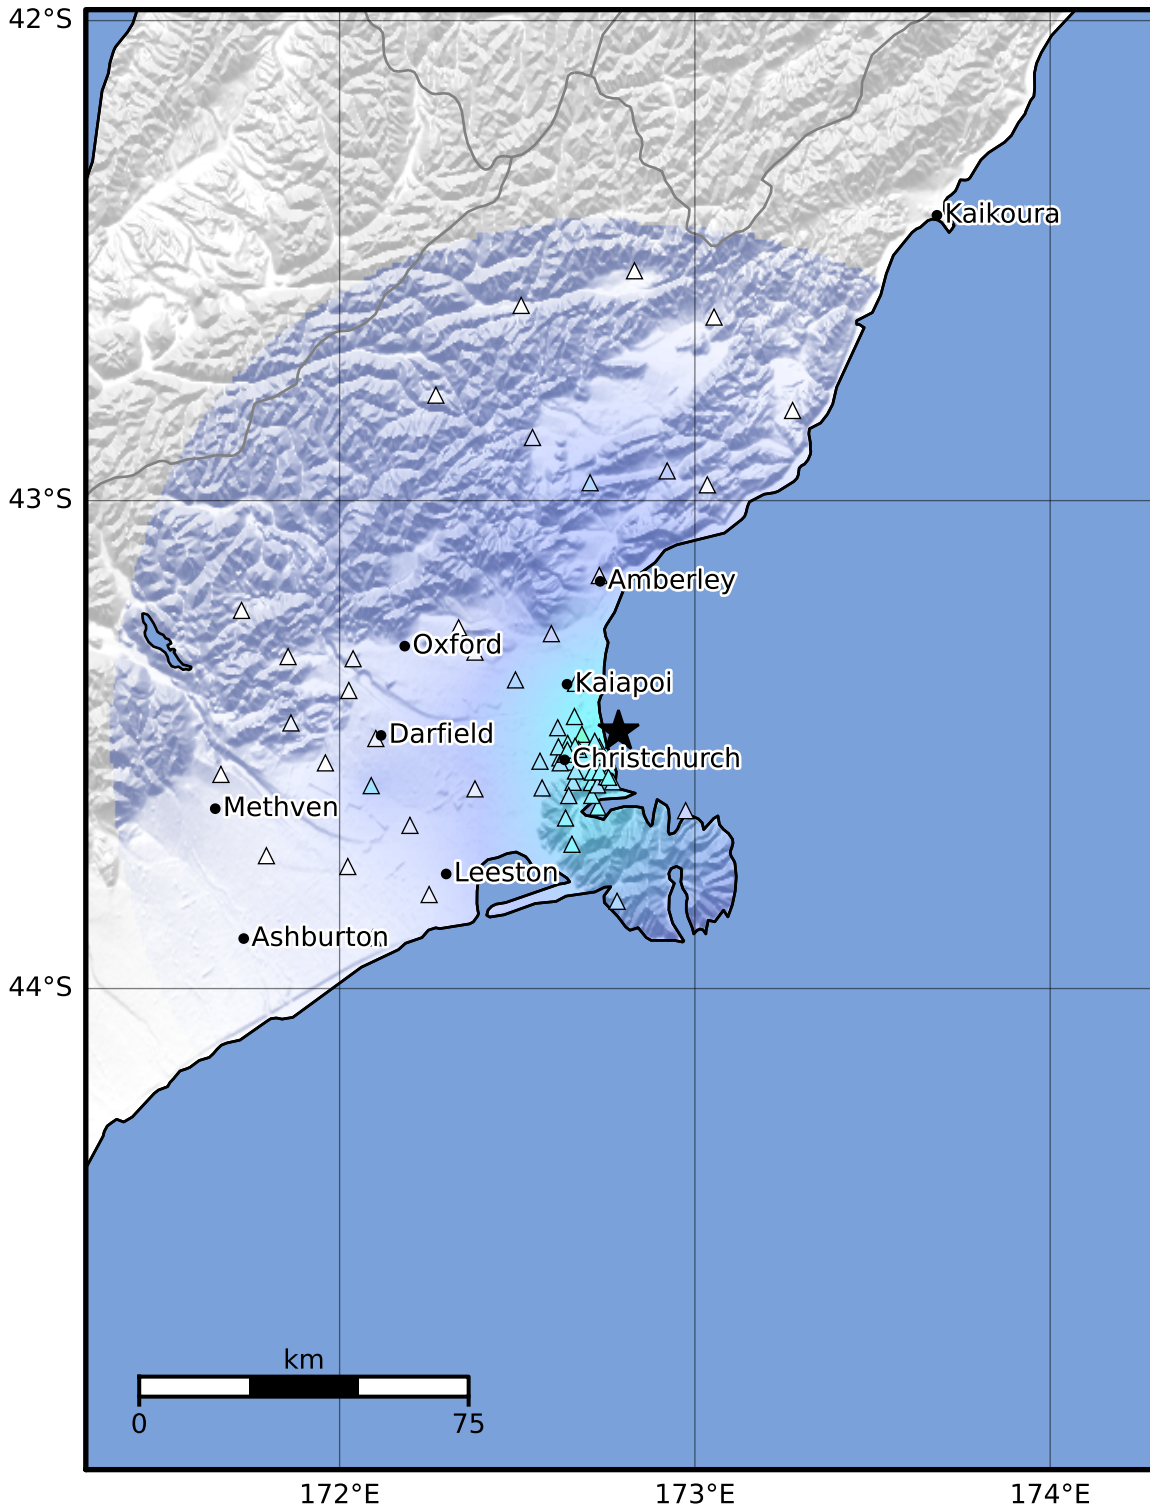 42°S
Kaikoura
43°S
Amberley
Oxford
Kaiapoi
Darfield
Christchurch
Methven
Leeston
Ashburton
44°S
km
0 75
172°E 173°E 174°E